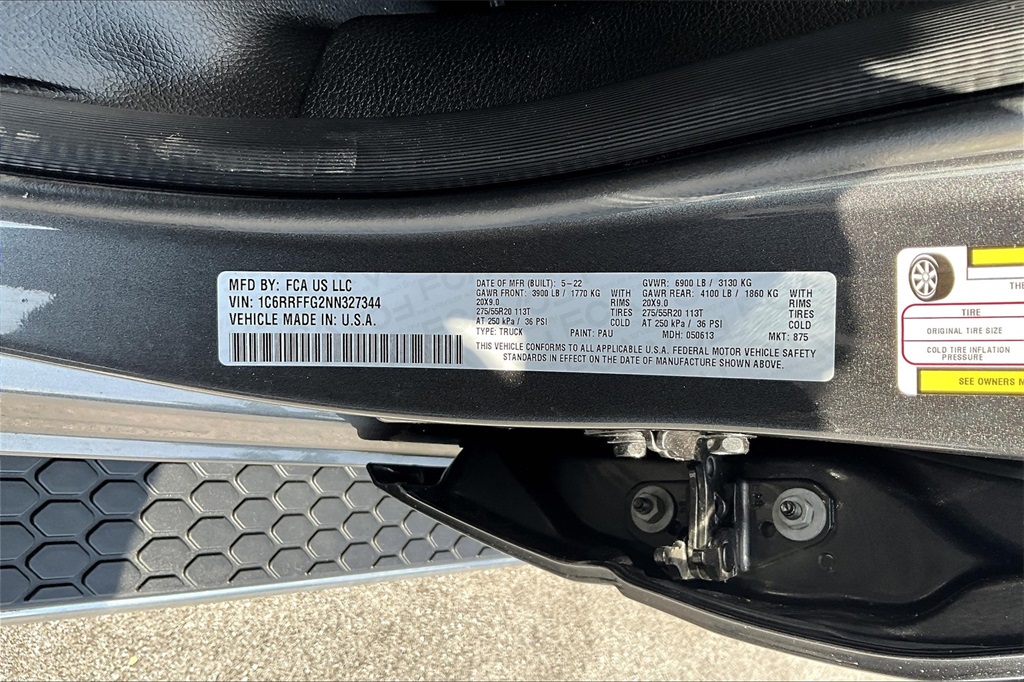 MFD BY: FCA US LLC
VIN: 1C6RRFFG2NN327344
VEHICLE MADE IN: U.S.A.
DATE OF MFR (BUILT): 5-22 GVWR: 6900 LB / 3130 KG
GAWR FRONT: 3900 LB / 1770 KG WITH GAWR REAR: 4100 LB / 1860 KG WITH
20X9.0 RIMS 20X9.0 RIMS
275/55R20 113T TIRES 275/55R20 113T TIRES
AT 250 kPa / 36 PSI COLD AT 250 kPa / 36 PSI COLD
TYPE: TRUCK PAINT: PAU MDH: 050613 MKT: 875
THIS VEHICLE CONFORMS TO ALL APPLICABLE U.S.A. FEDERAL MOTOR VEHICLE SAFETY
STANDARDS IN EFFECT ON THE DATE OF MANUFACTURE SHOWN ABOVE.
TIRE
ORIGINAL TIRE SIZE
COLD TIRE INFLATION
PRESSURE
SEE OWNERS